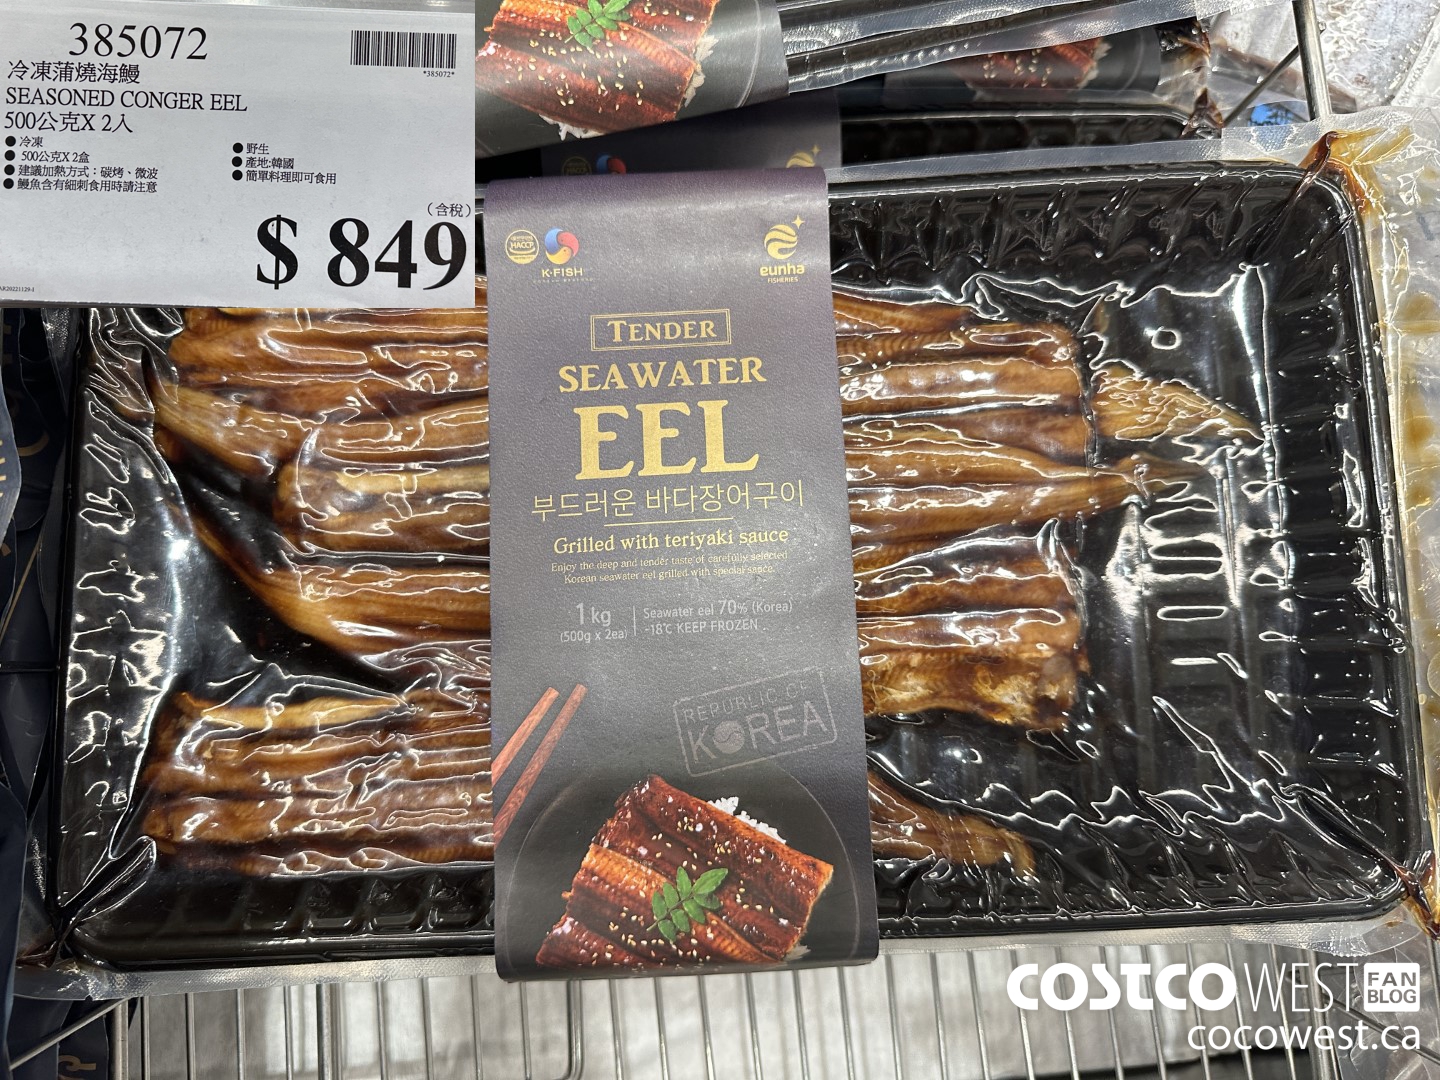 385072
*385072*
冷凍蒲燒海鰻
SEASONED CONGER EEL
500公克X 2入
● 冷凍
● 500公克X 2盒
● 建議加熱方式：碳烤、微波
● 鰻魚含有細刺食用時請注意
● 野生
● 產地:韓國
● 簡單料理即可食用
（含稅）
$ 849
HACCP
K·FISH
eunha
FISHERIES
TENDER
SEAWATER
EEL
부드러운 바다장어구이
Grilled with teriyaki sauce
Enjoy the deep and tender taste of carefully selected
Korean seawater eel grilled with special sauce.
1 kg
(500g x 2ea)
Seawater eel 70% (Korea)
-18℃ KEEP FROZEN
REPUBLIC OF
KOREA
COSTCO WEST FAN BLOG
cocowest.ca